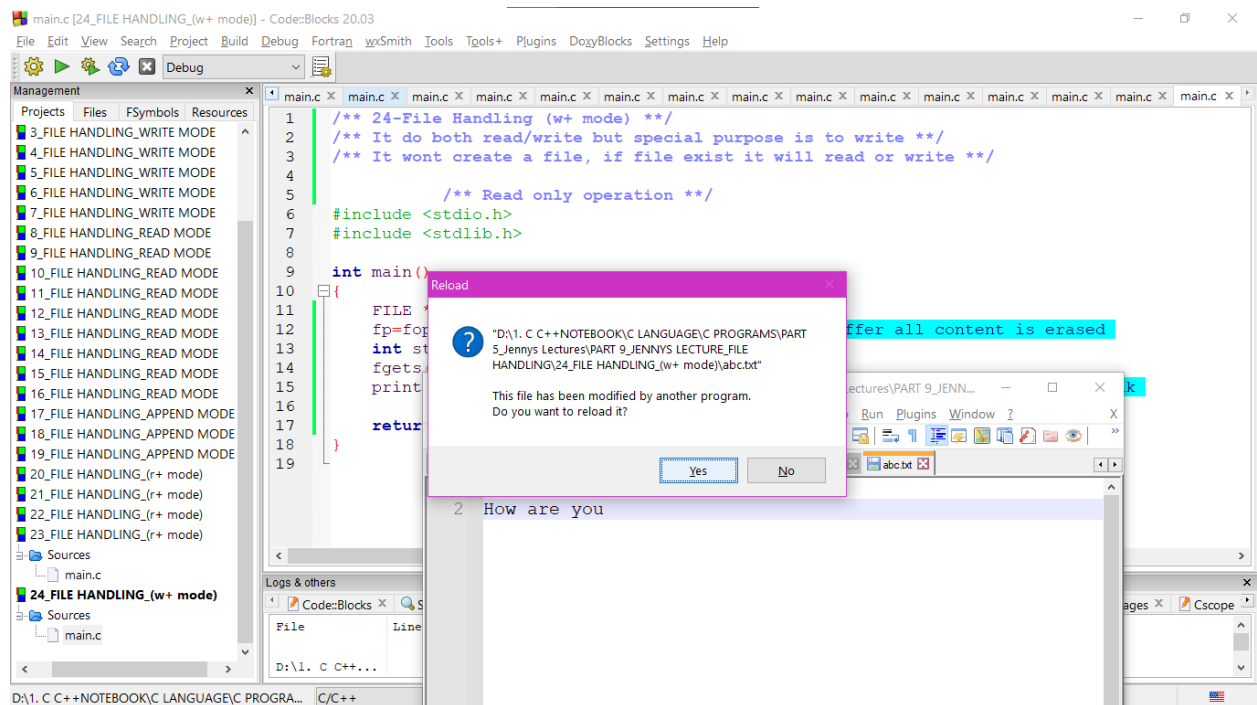 main.c [24_FILE HANDLING_(w+ mode)] - Code::Blocks 20.03
File Edit View Search Project Build Debug Fortran wxSmith Tools Tools+ Plugins DoxyBlocks Settings Help
Debug
Management
Projects Files FSymbols Resources
3_FILE HANDLING_WRITE MODE
4_FILE HANDLING_WRITE MODE
5_FILE HANDLING_WRITE MODE
6_FILE HANDLING_WRITE MODE
7_FILE HANDLING_WRITE MODE
8_FILE HANDLING_READ MODE
9_FILE HANDLING_READ MODE
10_FILE HANDLING_READ MODE
11_FILE HANDLING_READ MODE
12_FILE HANDLING_READ MODE
13_FILE HANDLING_READ MODE
14_FILE HANDLING_READ MODE
15_FILE HANDLING_READ MODE
16_FILE HANDLING_READ MODE
17_FILE HANDLING_APPEND MODE
18_FILE HANDLING_APPEND MODE
19_FILE HANDLING_APPEND MODE
20_FILE HANDLING_(r+ mode)
21_FILE HANDLING_(r+ mode)
22_FILE HANDLING_(r+ mode)
23_FILE HANDLING_(r+ mode)
Sources
main.c
24_FILE HANDLING_(w+ mode)
Sources
main.c
main.c main.c main.c main.c main.c main.c main.c main.c main.c main.c main.c main.c main.c main.c main.c
1 /** 24-File Handling (w+ mode) **/
2 /** It do both read/write but special purpose is to write **/
3 /** It wont create a file, if file exist it will read or write **/
4
5 /** Read only operation **/
6 #include <stdio.h>
7 #include <stdlib.h>
8
9 int main()
10 {
11 FILE *
12 fp=fop ffer all content is erased
13 int st
14 fgets
15 print k
16
17 retur
18 }
19
Reload
"D:\1. C C++NOTEBOOK\C LANGUAGE\C PROGRAMS\PART
5_Jennys Lectures\PART 9_JENNYS LECTURE_FILE
HANDLING\24_FILE HANDLING_(w+ mode)\abc.txt"
This file has been modified by another program.
Do you want to reload it?
Yes No
Lectures\PART 9_JENN...
Run Plugins Window ? X
abc.txt
2 How are you
Logs & others
Code::Blocks
ages Cscope
File Line
D:\1. C C++...
D:\1. C C++NOTEBOOK\C LANGUAGE\C PROGRA... C/C++